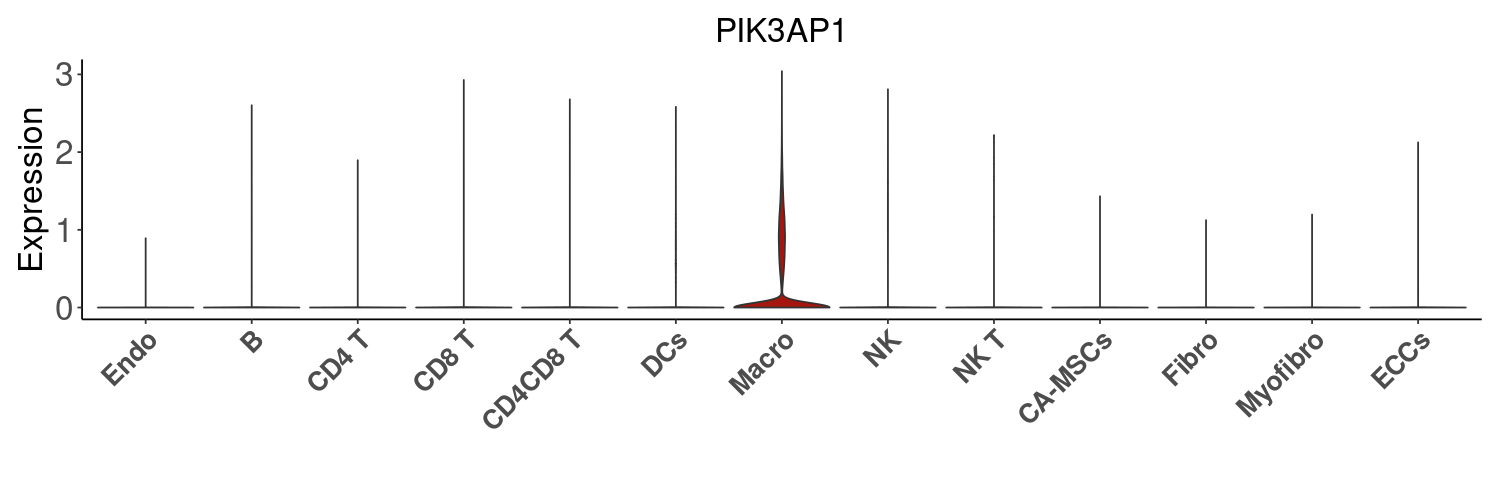 PIK3AP1
Expression
3
2
1
0
Endo
B
CD4 T
CD8 T
CD4CD8 T
DCs
Macro
NK
NK T
CA-MSCs
Fibro
Myofibro
ECCs